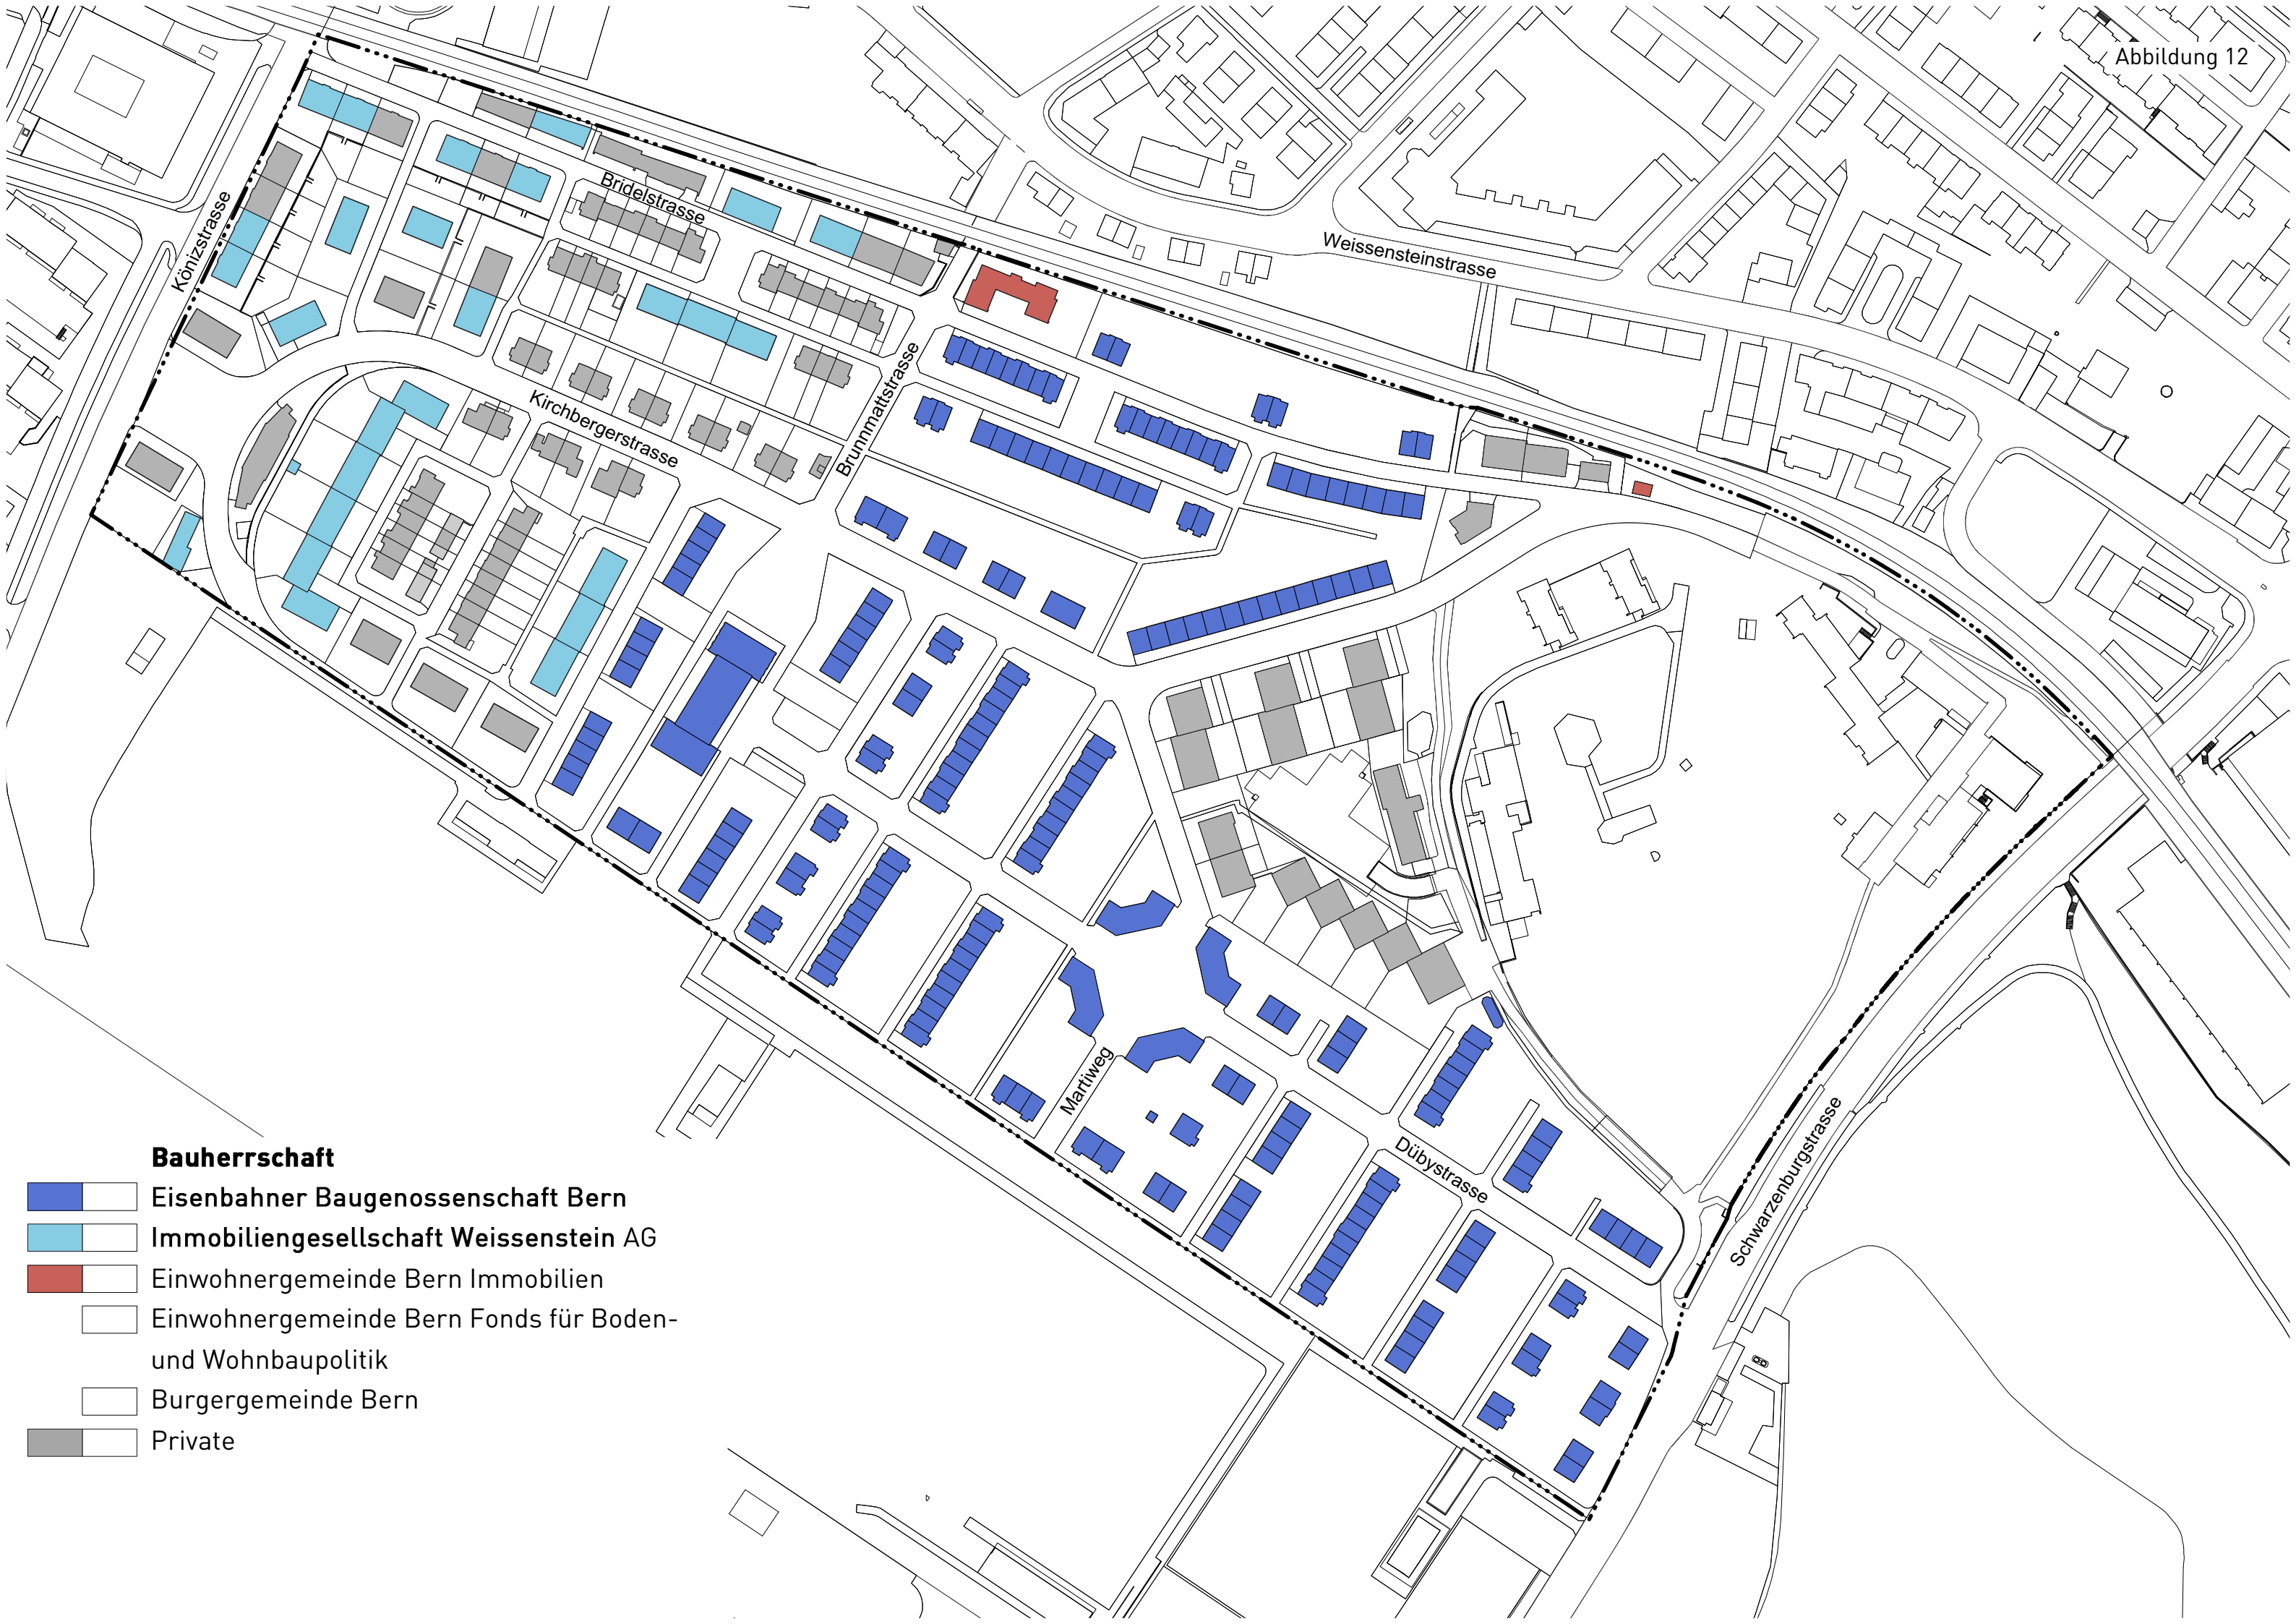 Abbildung 12
Bridelstrasse
Könizstrasse
Weissensteinstrasse
Kirchbergerstrasse
Brunnmattstrasse
Martiweg
Dübystrasse
Schwarzenburgstrasse
Bauherrschaft
Eisenbahner Baugenossenschaft Bern
Immobiliengesellschaft Weissenstein AG
Einwohnergemeinde Bern Immobilien
Einwohnergemeinde Bern Fonds für Boden-
und Wohnbaupolitik
Burgergemeinde Bern
Private